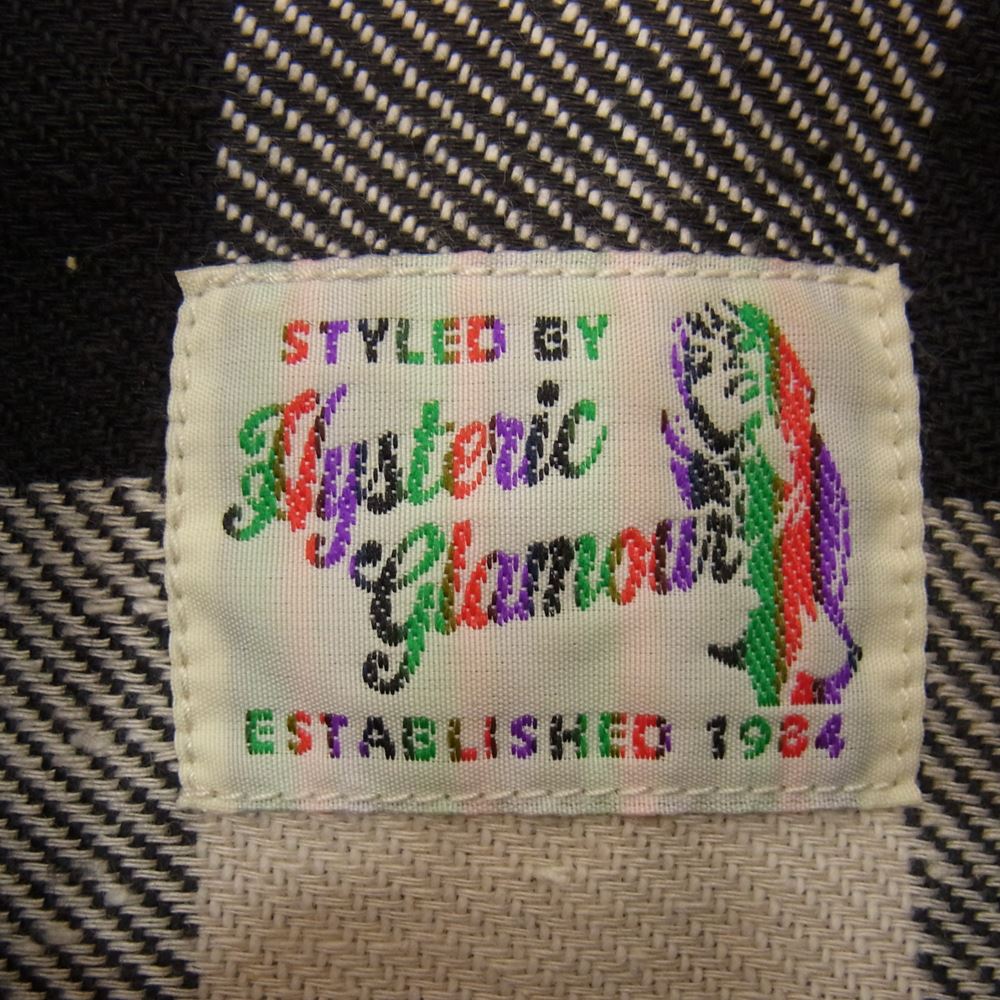 STYLED BY
Hysteric
Glamour
ESTABLISHED 1984